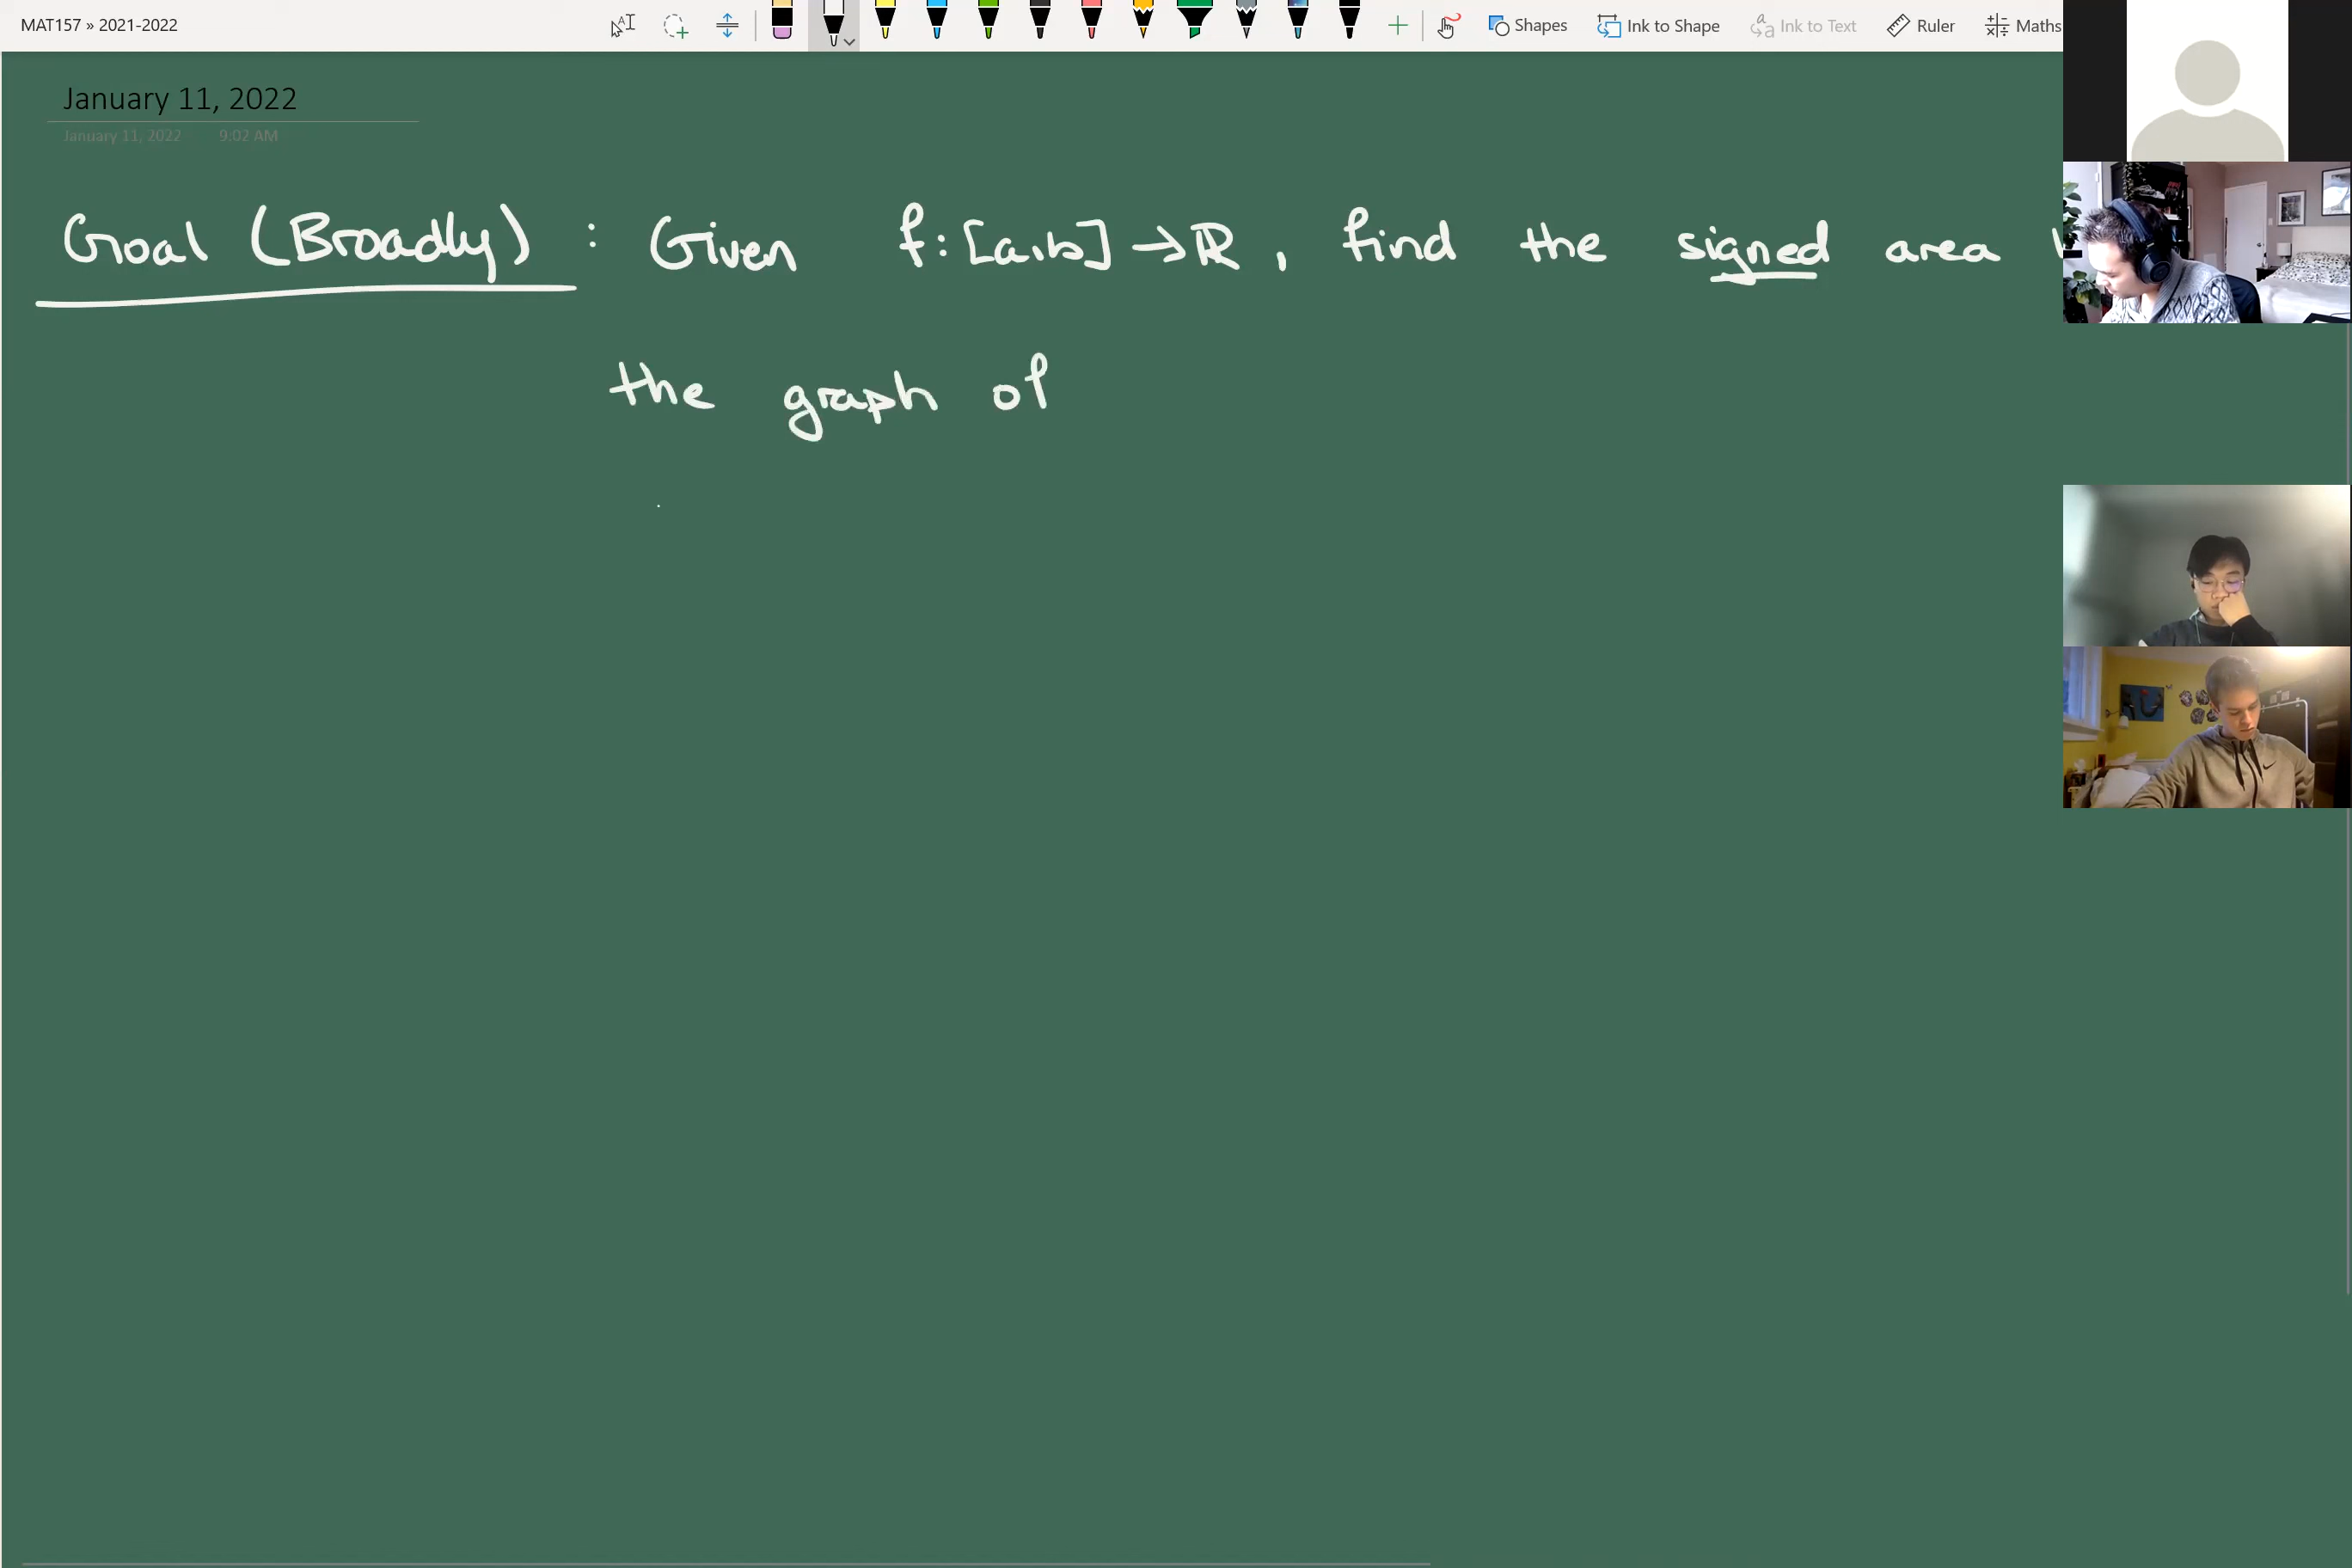 MAT157 » 2021-2022
Shapes
Ink to Shape
Ink to Text
Ruler
Maths
January 11, 2022
January 11, 2022 9:02 AM
Goal (Broadly) : Given f:[a,b]→ℝ, find the signed area
the graph of